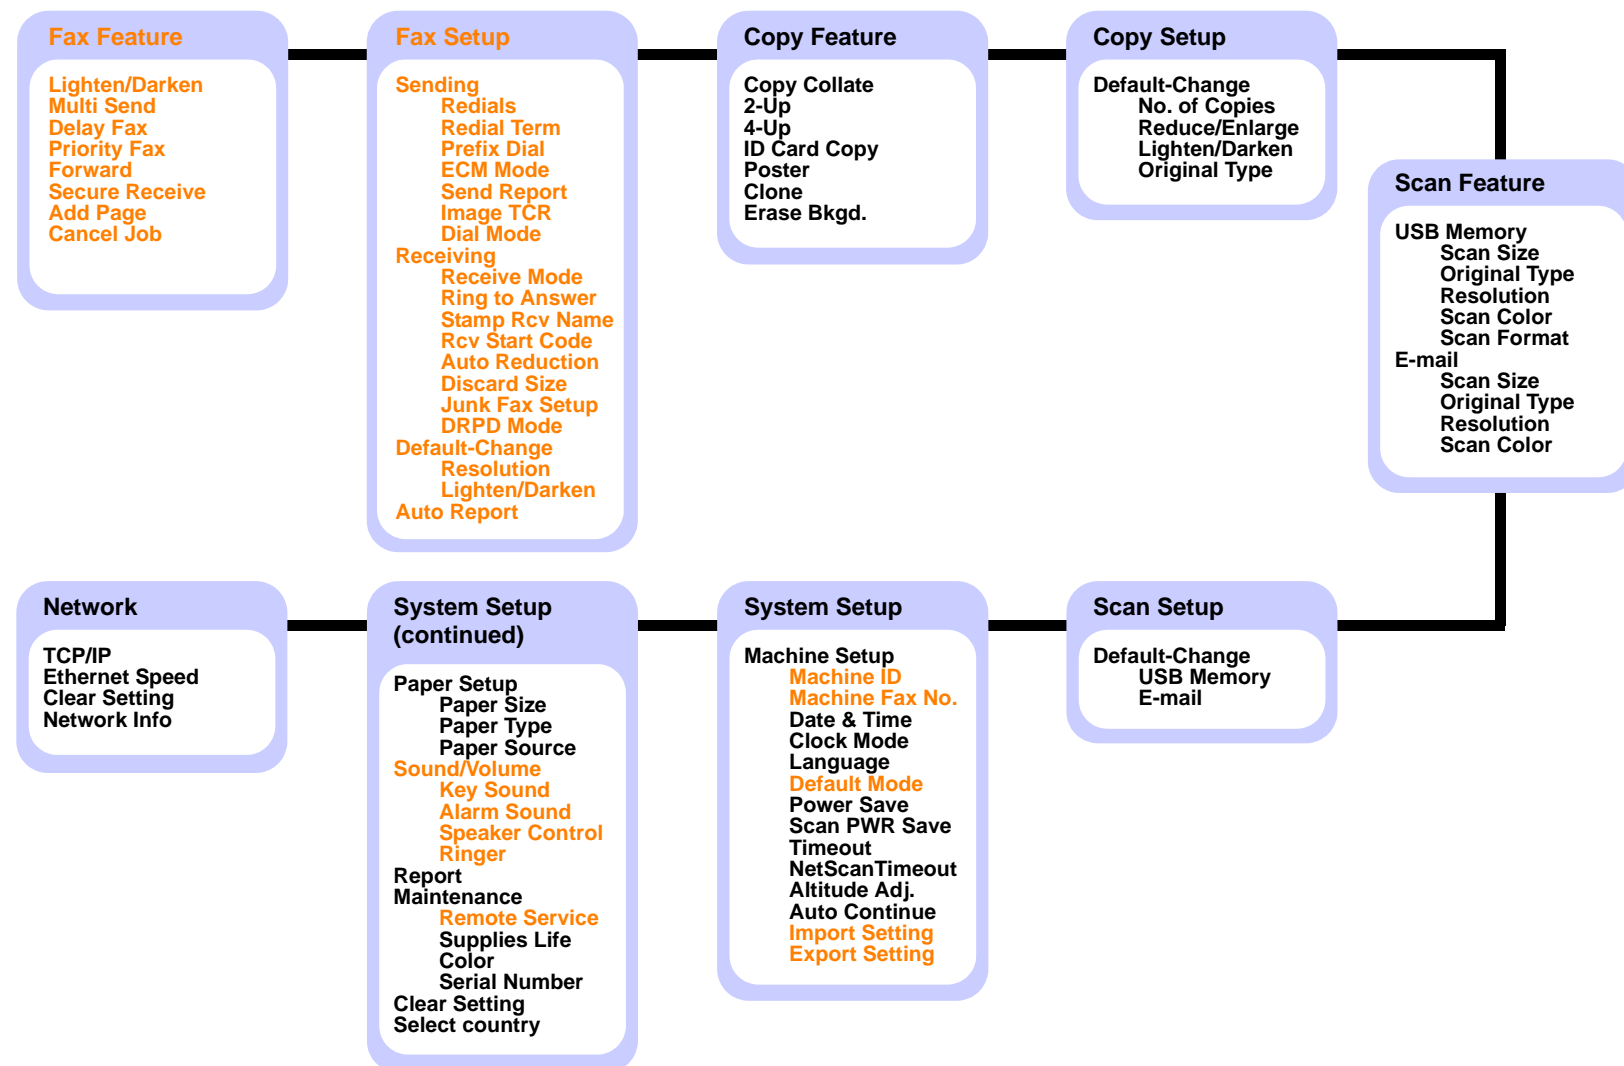 Fax Feature
Lighten/Darken
Multi Send
Delay Fax
Priority Fax
Forward
Secure Receive
Add Page
Cancel Job
Fax Setup
Sending
Redials
Redial Term
Prefix Dial
ECM Mode
Send Report
Image TCR
Dial Mode
Receiving
Receive Mode
Ring to Answer
Stamp Rcv Name
Rcv Start Code
Auto Reduction
Discard Size
Junk Fax Setup
DRPD Mode
Default-Change
Resolution
Lighten/Darken
Auto Report
Copy Feature
Copy Collate
2-Up
4-Up
ID Card Copy
Poster
Clone
Erase Bkgd.
Copy Setup
Default-Change
No. of Copies
Reduce/Enlarge
Lighten/Darken
Original Type
Scan Feature
USB Memory
Scan Size
Original Type
Resolution
Scan Color
Scan Format
E-mail
Scan Size
Original Type
Resolution
Scan Color
Network
TCP/IP
Ethernet Speed
Clear Setting
Network Info
System Setup
(continued)
Paper Setup
Paper Size
Paper Type
Paper Source
Sound/Volume
Key Sound
Alarm Sound
Speaker Control
Ringer
Report
Maintenance
Remote Service
Supplies Life
Color
Serial Number
Clear Setting
Select country
System Setup
Machine Setup
Machine ID
Machine Fax No.
Date & Time
Clock Mode
Language
Default Mode
Power Save
Scan PWR Save
Timeout
NetScanTimeout
Altitude Adj.
Auto Continue
Import Setting
Export Setting
Scan Setup
Default-Change
USB Memory
E-mail